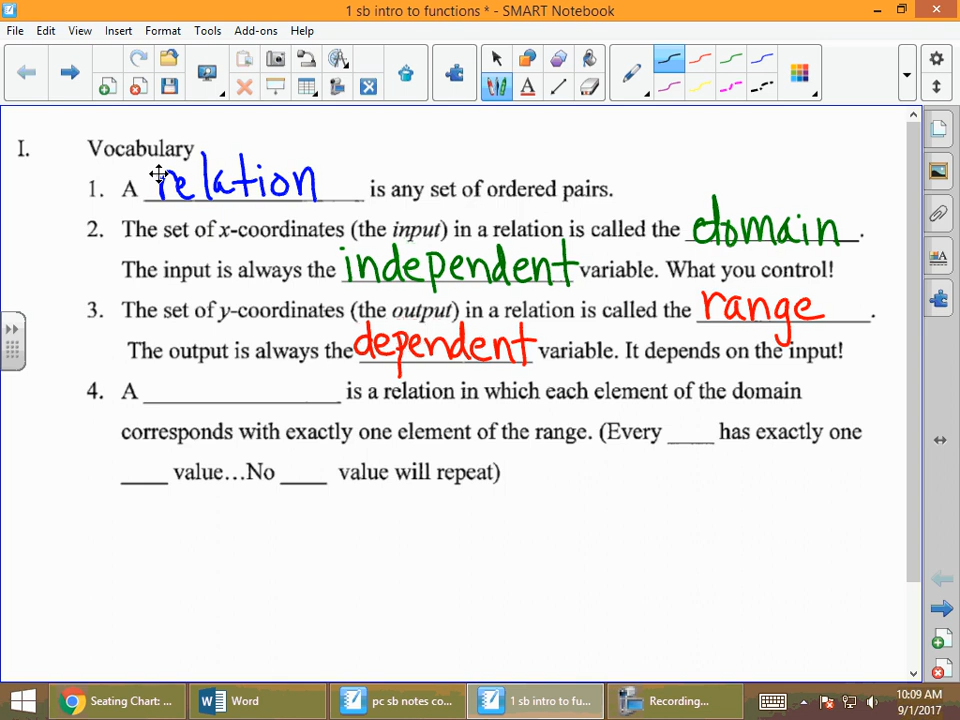 1 sb intro to functions * - SMART Notebook
File Edit View Insert Format Tools Add-ons Help
I. Vocabulary
1. A relation is any set of ordered pairs.
2. The set of x-coordinates (the input) in a relation is called the domain.
The input is always the independent variable. What you control!
3. The set of y-coordinates (the output) in a relation is called the range.
The output is always the dependent variable. It depends on the input!
4. A ____________ is a relation in which each element of the domain
corresponds with exactly one element of the range. (Every ____ has exactly one
____ value…No ____ value will repeat)
Seating Chart: ... Word pc sb notes co... 1 sb intro to fu... Recording... 10:09 AM
9/1/2017